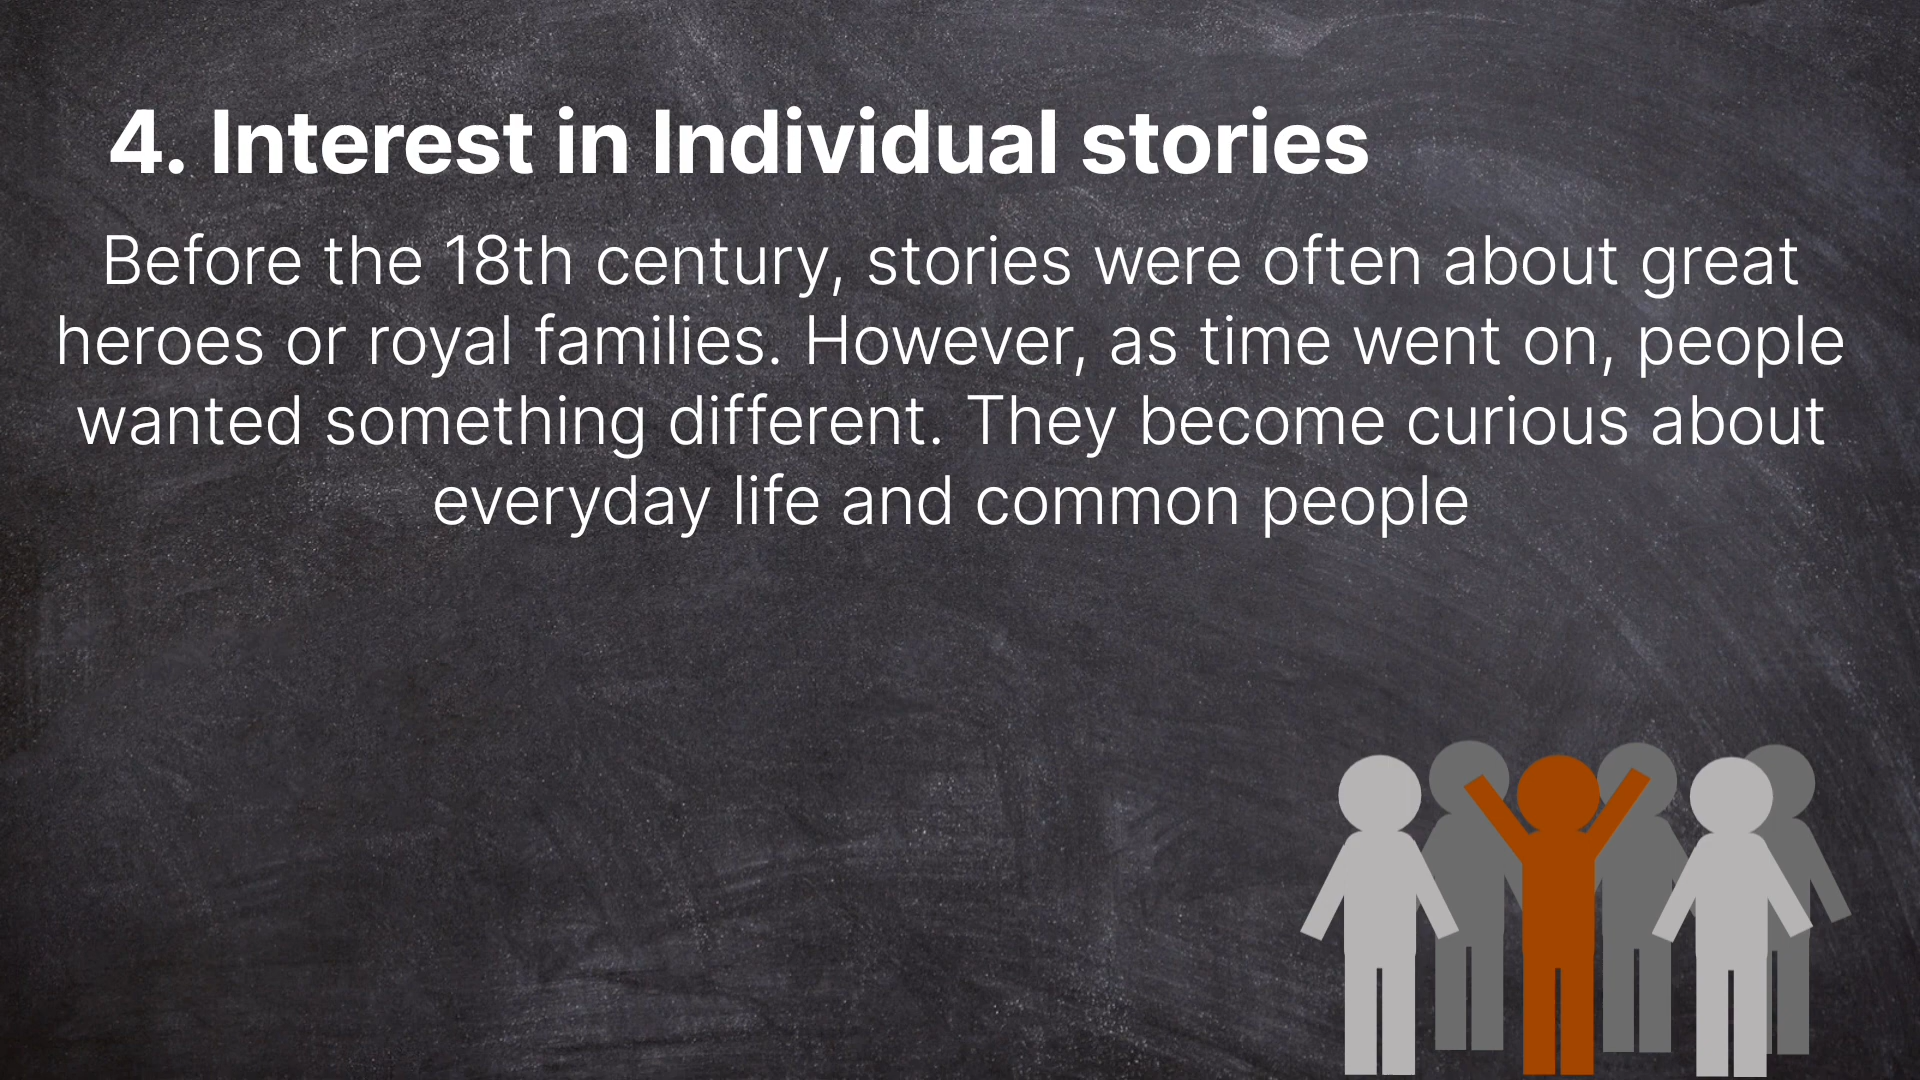 4. Interest in Individual stories
Before the 18th century, stories were often about great
heroes or royal families. However, as time went on, people
wanted something different. They become curious about
everyday life and common people